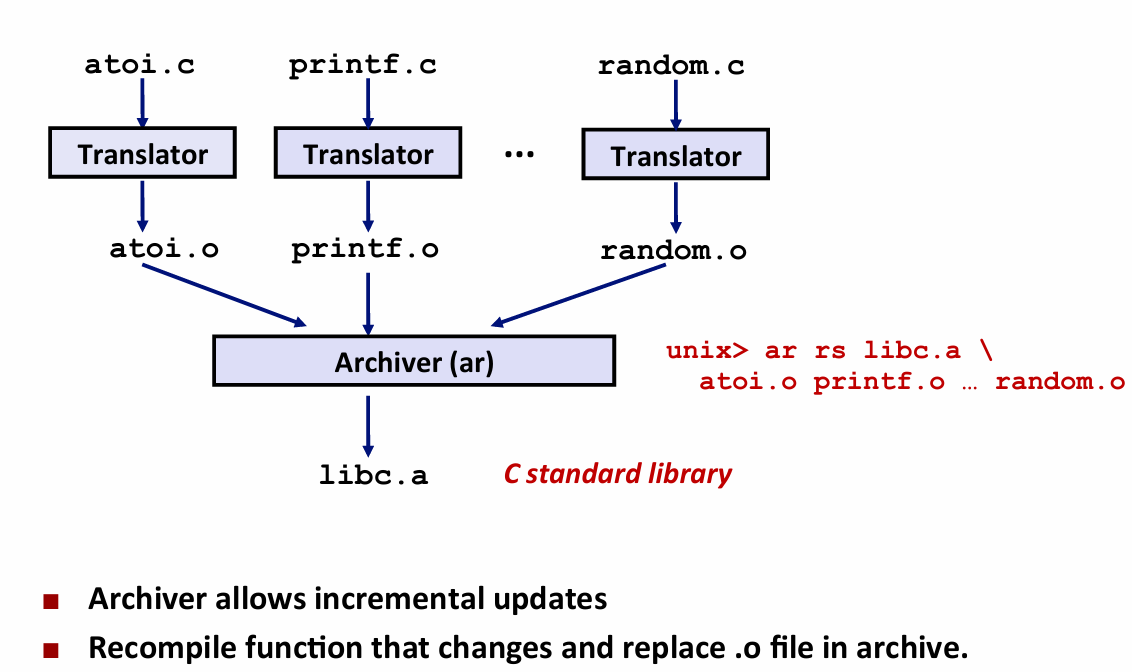 atoi.c printf.c random.c
Translator Translator ... Translator
atoi.o printf.o random.o
Archiver (ar)
unix> ar rs libc.a \
atoi.o printf.o … random.o
libc.a C standard library
■ Archiver allows incremental updates
■ Recompile function that changes and replace .o file in archive.